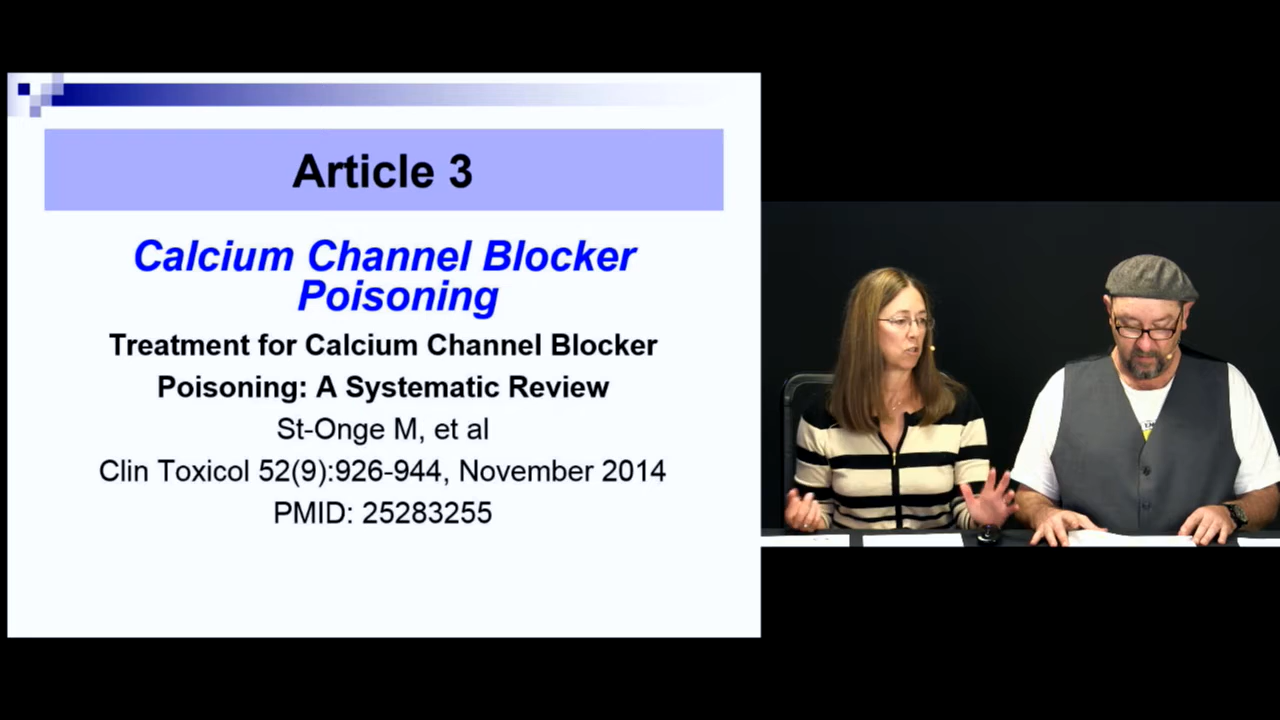 Article 3
Calcium Channel Blocker
Poisoning
Treatment for Calcium Channel Blocker
Poisoning: A Systematic Review
St-Onge M, et al
Clin Toxicol 52(9):926-944, November 2014
PMID: 25283255